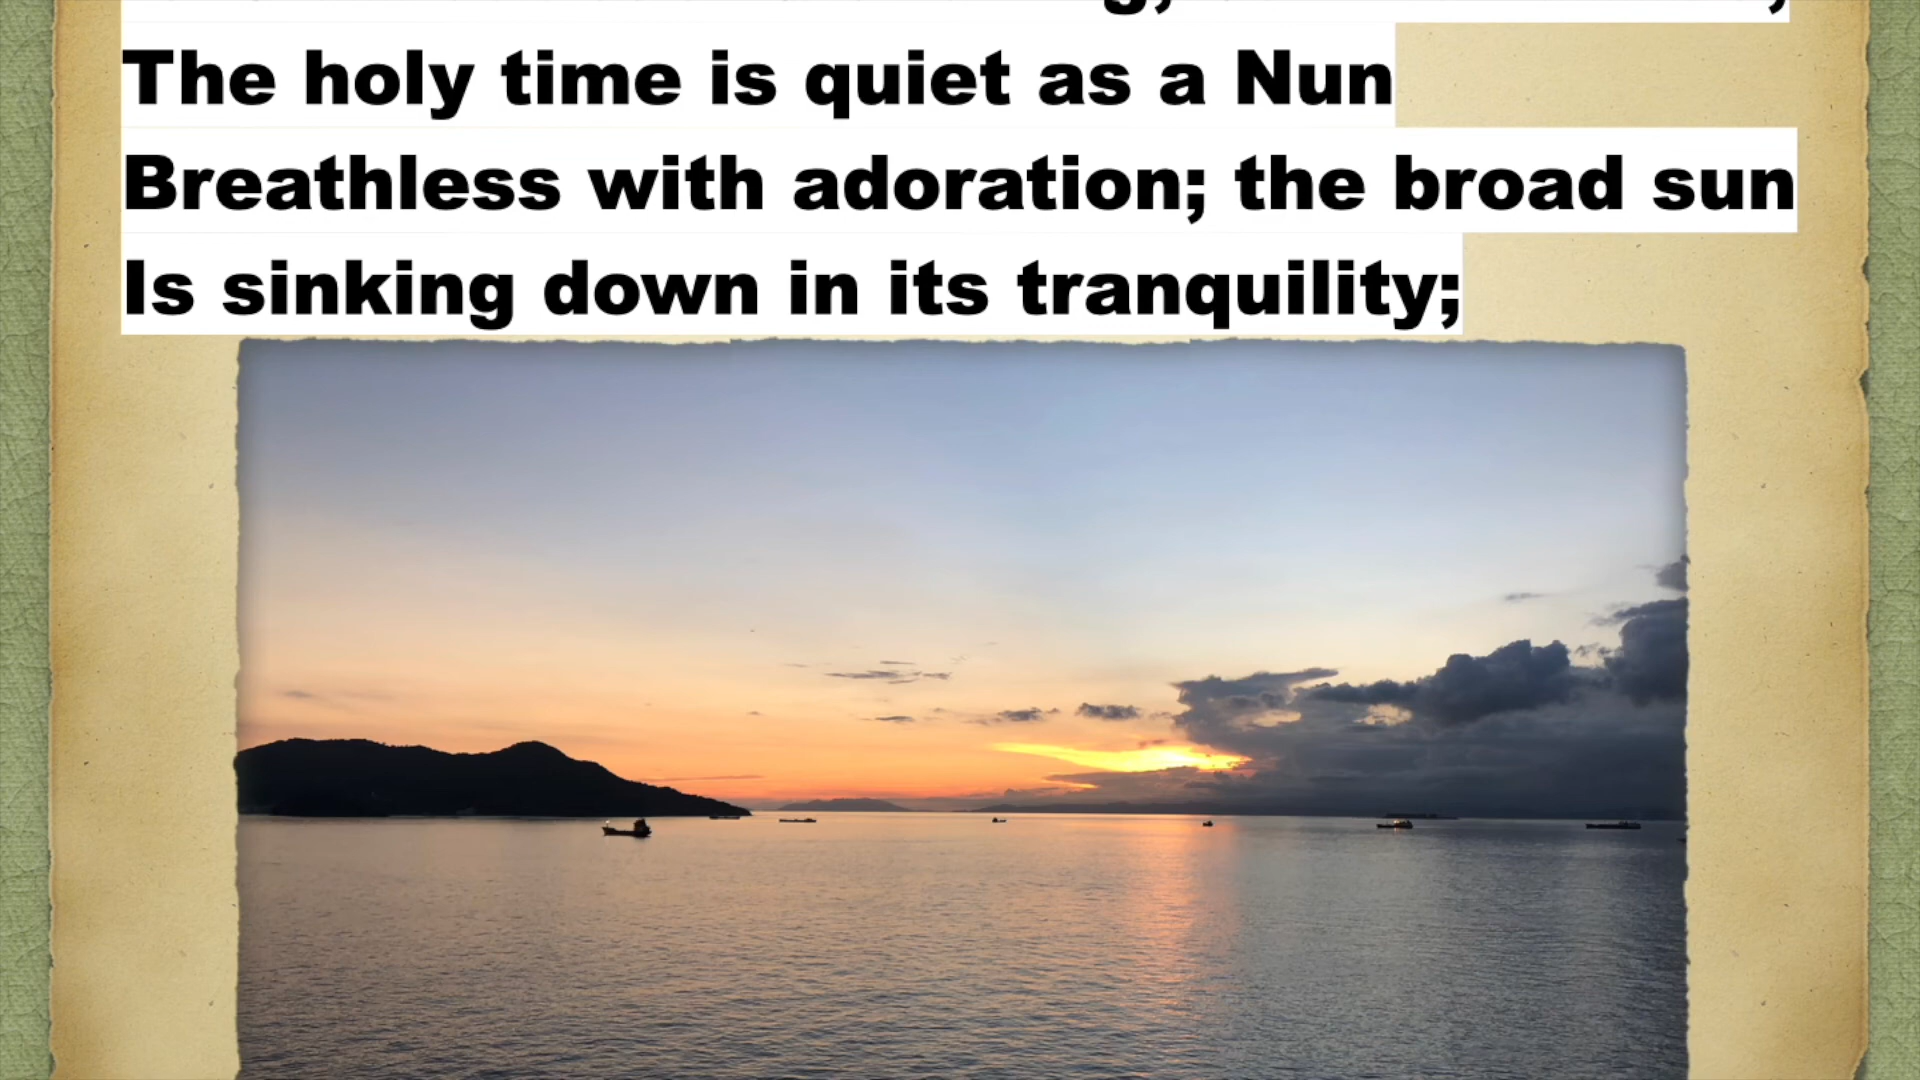 The holy time is quiet as a Nun
Breathless with adoration; the broad sun
Is sinking down in its tranquility;